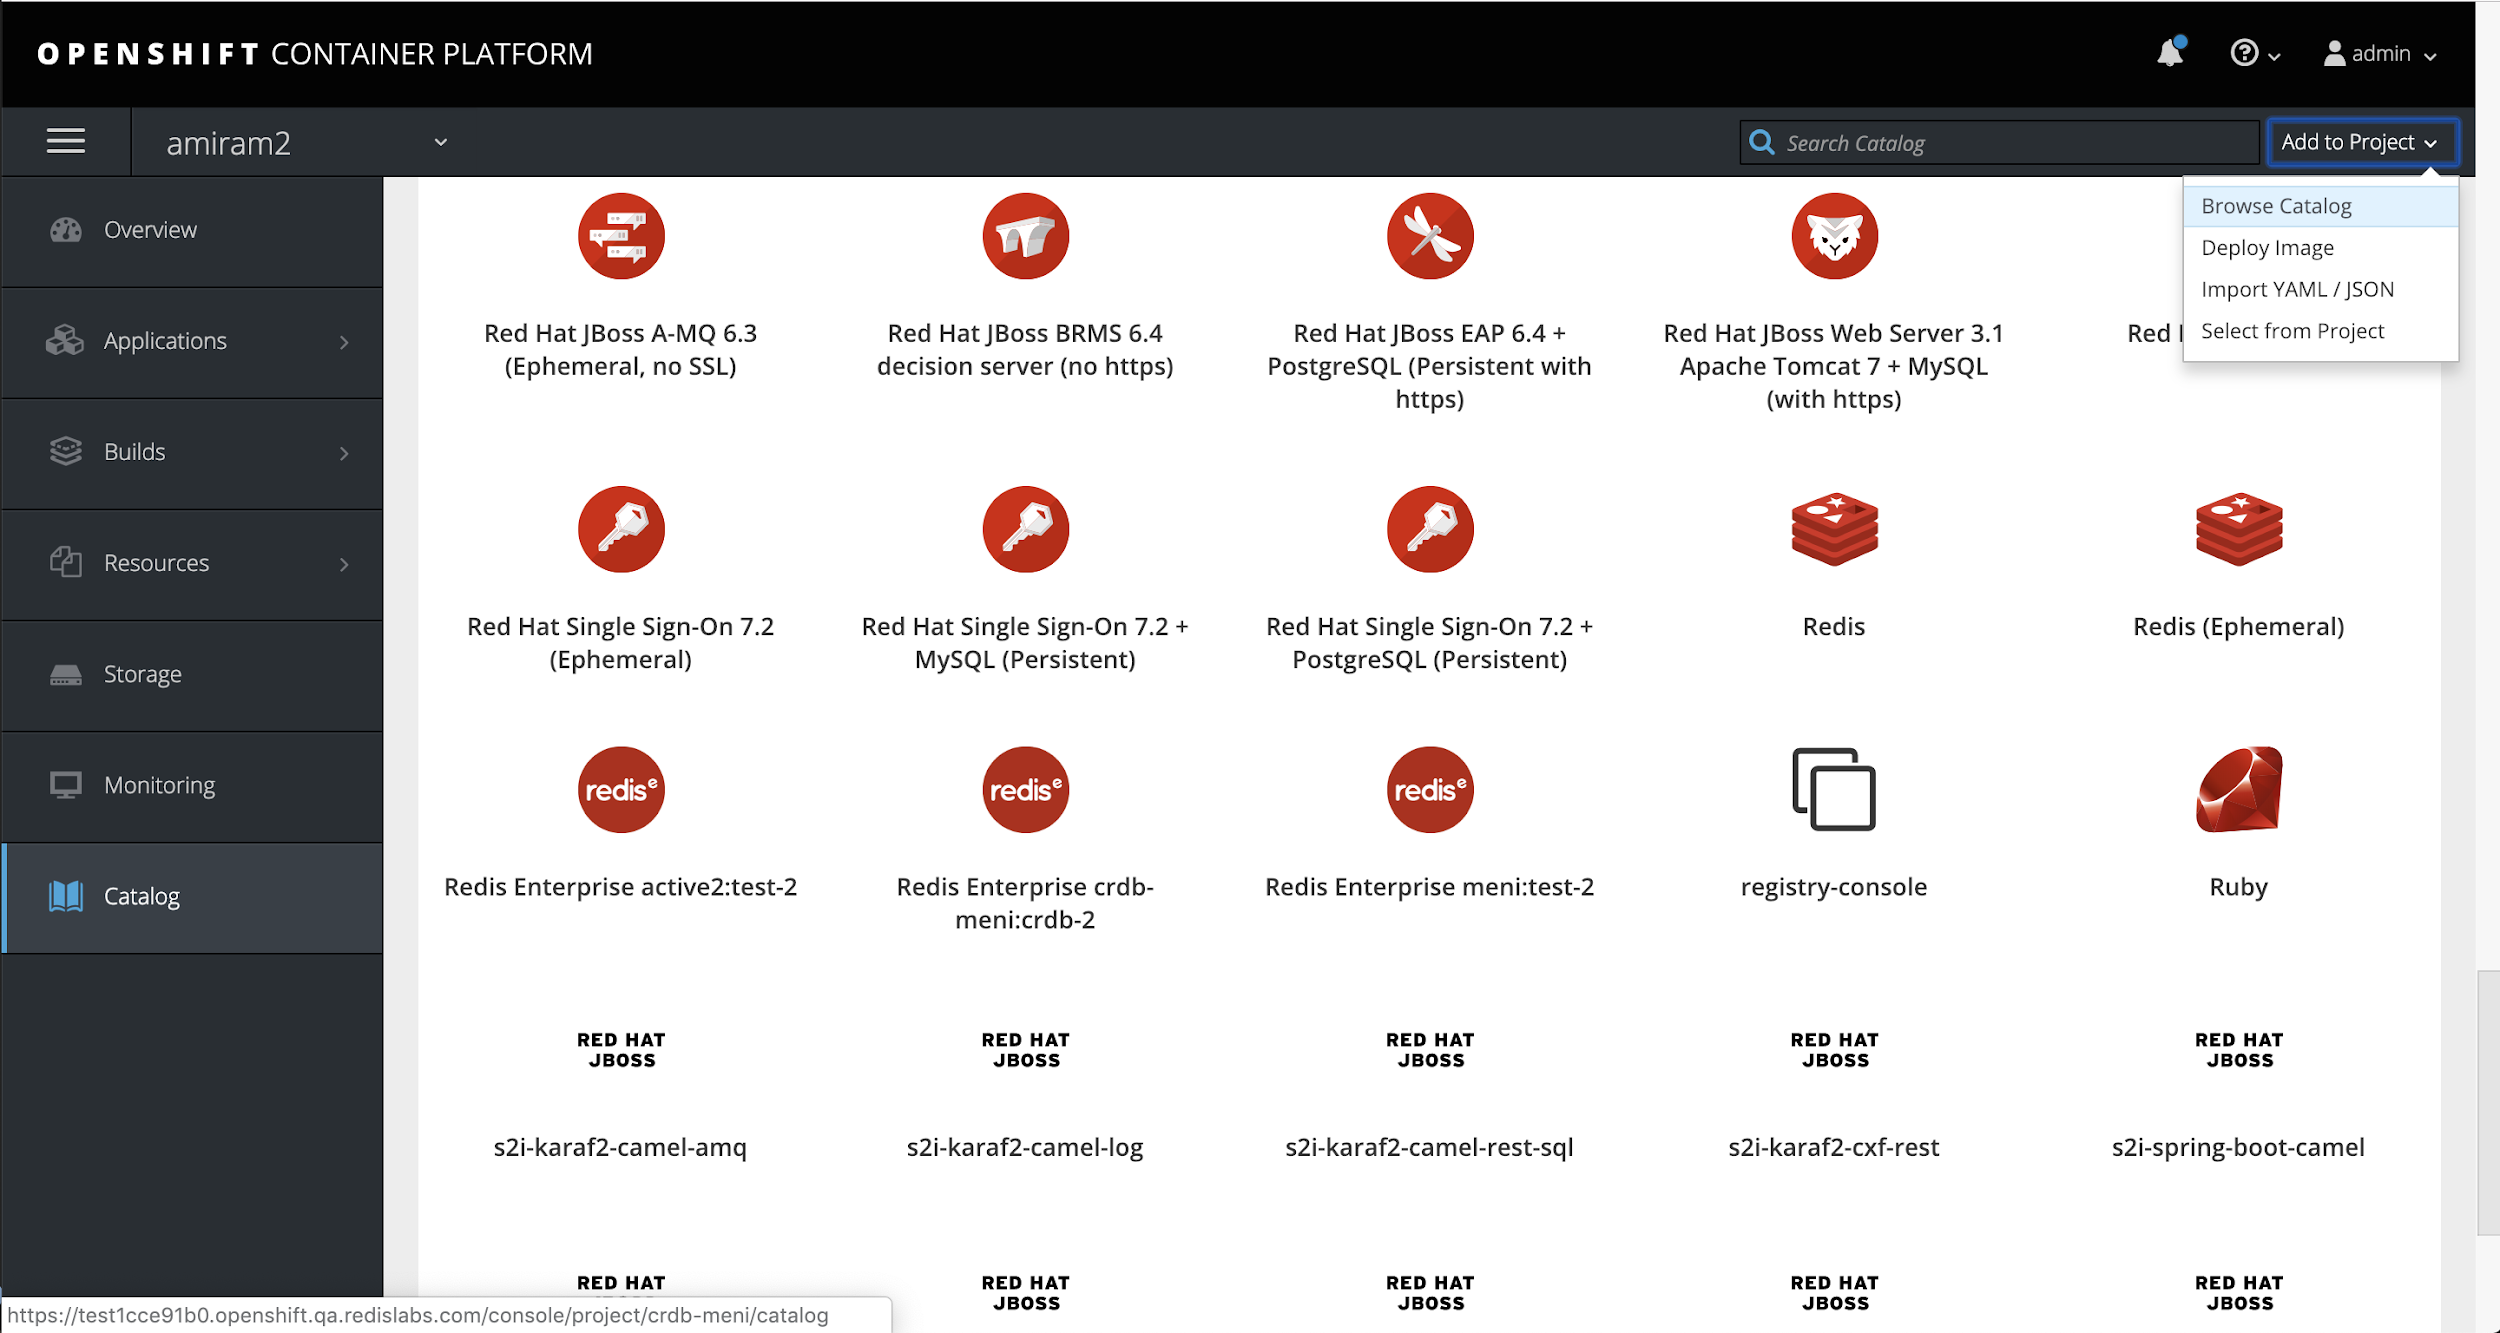 OPENSHIFT CONTAINER PLATFORM
admin
amiram2
Search Catalog
Add to Project
Browse Catalog
Deploy Image
Import YAML / JSON
Select from Project
Overview
Applications
Builds
Resources
Storage
Monitoring
Catalog
Red Hat JBoss A-MQ 6.3
(Ephemeral, no SSL)
Red Hat JBoss BRMS 6.4
decision server (no https)
Red Hat JBoss EAP 6.4 +
PostgreSQL (Persistent with
https)
Red Hat JBoss Web Server 3.1
Apache Tomcat 7 + MySQL
(with https)
Red
Red Hat Single Sign-On 7.2
(Ephemeral)
Red Hat Single Sign-On 7.2 +
MySQL (Persistent)
Red Hat Single Sign-On 7.2 +
PostgreSQL (Persistent)
Redis
Redis (Ephemeral)
redise
redise
redise
Redis Enterprise active2:test-2
Redis Enterprise crdb-
meni:crdb-2
Redis Enterprise meni:test-2
registry-console
Ruby
RED HAT
JBOSS
RED HAT
JBOSS
RED HAT
JBOSS
RED HAT
JBOSS
RED HAT
JBOSS
s2i-karaf2-camel-amq
s2i-karaf2-camel-log
s2i-karaf2-camel-rest-sql
s2i-karaf2-cxf-rest
s2i-spring-boot-camel
RED HAT
RED HAT
JBOSS
RED HAT
JBOSS
RED HAT
JBOSS
RED HAT
JBOSS
https://test1cce91b0.openshift.qa.redislabs.com/console/project/crdb-meni/catalog